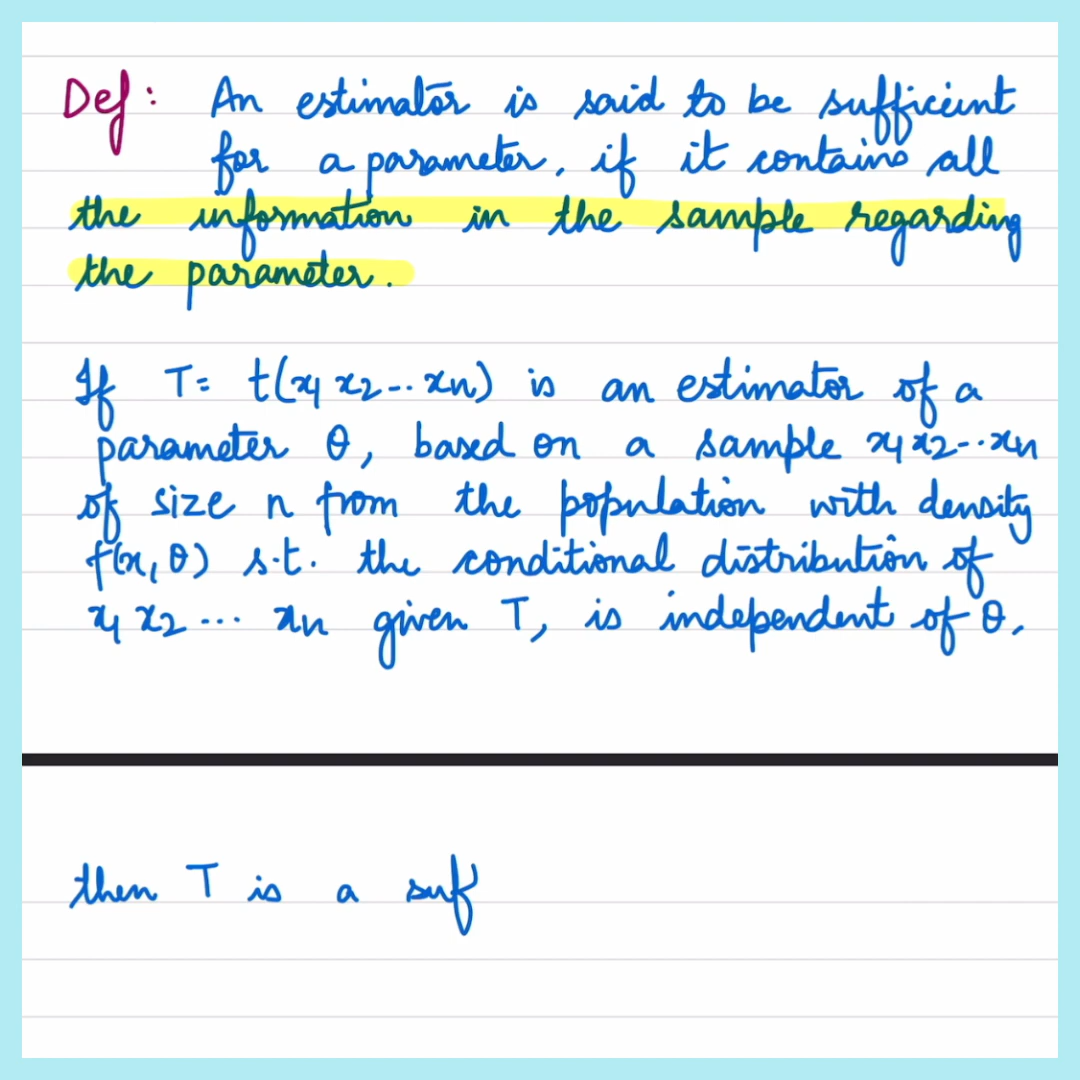 Def: An estimator is said to be sufficient
for a parameter, if it contains all
the information in the sample regarding
the parameter.
If T= t(x1 x2-.. xn) is an estimator of a
parameter θ, based on a sample x1 x2-..xn
of size n from the population with density
f(x, θ) s.t. the conditional distribution of
x1 x2 ... xn given T, is independent of θ,
then T is a suf